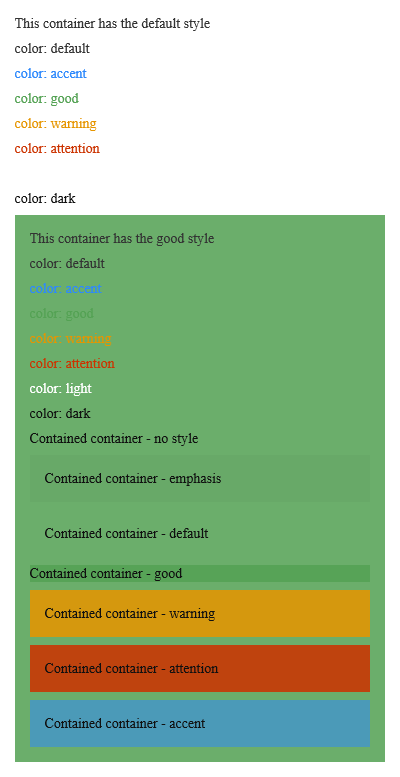 This container has the default style
color: default
color: accent
color: good
color: warning
color: attention
color: dark
This container has the good style
color: default
color: accent
color: good
color: warning
color: attention
color: light
color: dark
Contained container - no style
Contained container - emphasis
Contained container - default
Contained container - good
Contained container - warning
Contained container - attention
Contained container - accent